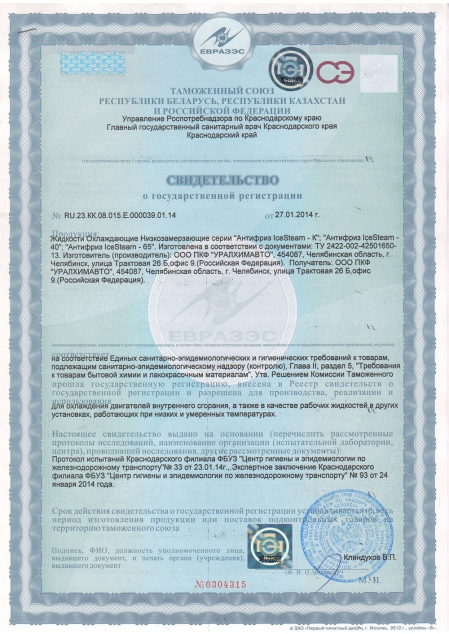 ЕВРАЗЭС
СЭ
ТАМОЖЕННЫЙ СОЮЗ
РЕСПУБЛИКИ БЕЛАРУСЬ, РЕСПУБЛИКИ КАЗАХСТАН
И РОССИЙСКОЙ ФЕДЕРАЦИИ
Управление Роспотребнадзора по Краснодарскому краю
Главный государственный санитарный врач Краснодарского края
Краснодарский край
СВИДЕТЕЛЬСТВО
о государственной регистрации
№ RU.23.КК.08.015.Е.000039.01.14 от 27.01.2014 г.
Продукция:
Жидкости Охлаждающие Низкозамерзающие серии "Антифриз IceSteam - К"; "Антифриз IceSteam -
40"; "Антифриз IceSteam - 65". Изготовлена в соответствии с документами: ТУ 2422-002-42501650-
13. Изготовитель (производитель): ООО ПКФ "УРАЛХИМАВТО", 454087, Челябинская область, г.
Челябинск, улица Трактовая 26 Б,офис 9.(Российская Федерация). Получатель: ООО ПКФ
"УРАЛХИМАВТО", 454087, Челябинская область, г. Челябинск, улица Трактовая 26 Б,офис
9.(Российская Федерация).
ЕВРАЗЭС
соответствует
на соответствие Единых санитарно-эпидемиологических и гигиенических требований к товарам,
подлежащим санитарно-эпидемиологическому надзору (контролю), Глава II, раздел 5, "Требования
к товарам бытовой химии и лакокрасочным материалам". Утв. Решением Комиссии Таможенного
прошла государственную регистрацию, внесена в Реестр свидетельств о
государственной регистрации и разрешена для производства, реализации и
использования
для охлаждения двигателей внутреннего сгорания, а также в качестве рабочих жидкостей в других
установках, работающих при низких и умеренных температурах.
Настоящее свидетельство выдано на основании (перечислить рассмотренные
протоколы исследований, наименование организации (испытательной лаборатории,
центра), проводившей исследования, другие рассмотренные документы):
Протокол испытаний Краснодарского филиала ФБУЗ "Центр гигиены и эпидемиологии по
железнодорожному транспорту"№ 33 от 23.01.14г.,Экспертное заключение Краснодарского
филиала ФБУЗ "Центр гигиены и эпидемиологии по железнодорожному транспорту" № 93 от 24
января 2014 года.
Срок действия свидетельства о государственной регистрации устанавливается на весь
период изготовления продукции или поставок подконтрольных товаров на
территорию таможенного союза
Подпись, ФИО, должность уполномоченного лица,
выдавшего документ, и печать органа (учреждения),
выдавшего документ
Клиндухов В.П.
М.П.
№0304315
© ЗАО «Первый печатный двор», г. Москва, 2012 г., уровень «В».